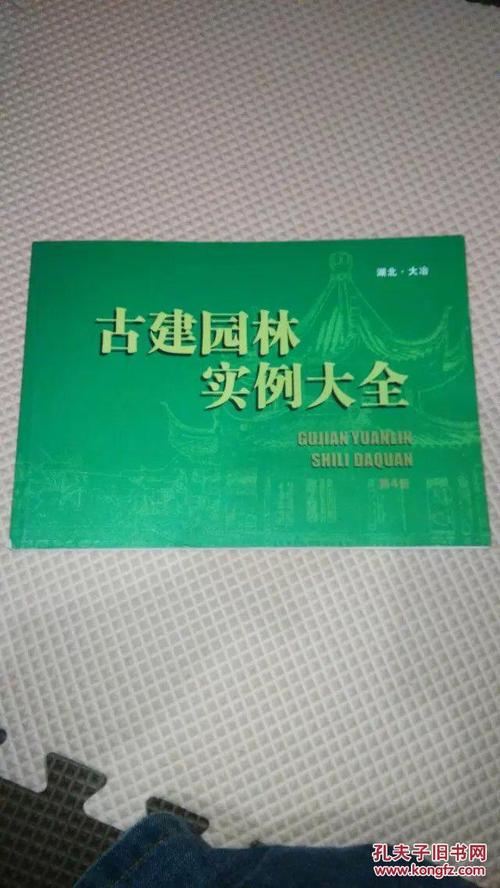 湖北·大冶
古建园林
实例大全
GUJIAN YUANLIN
SHILI DAQUAN
第4册
孔夫子旧书网
www.kongfz.com